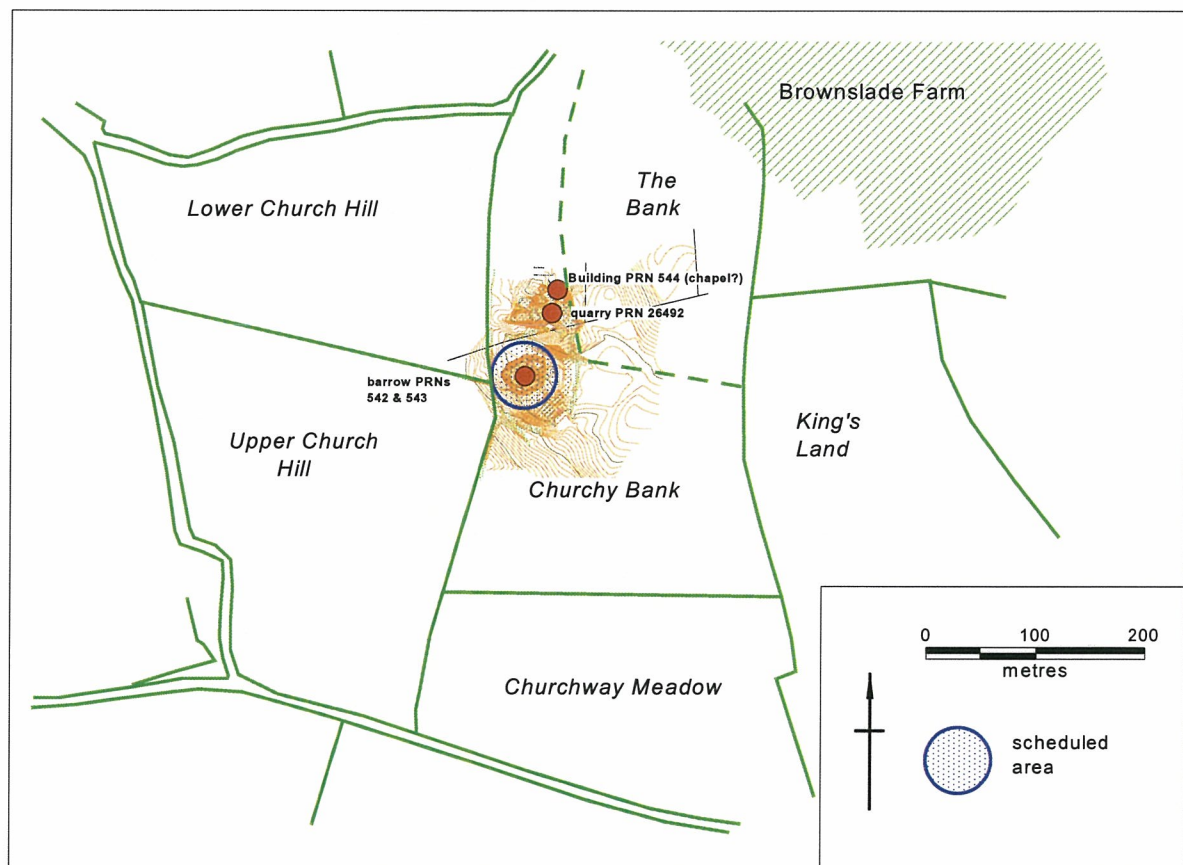 Brownslade Farm
The
Bank
Lower Church Hill
Building PRN 544 (chapel?)
quarry PRN 26492
barrow PRNs
542 & 543
King's
Land
Upper Church
Hill
Churchy Bank
Churchway Meadow
0 100 200
metres
scheduled
area